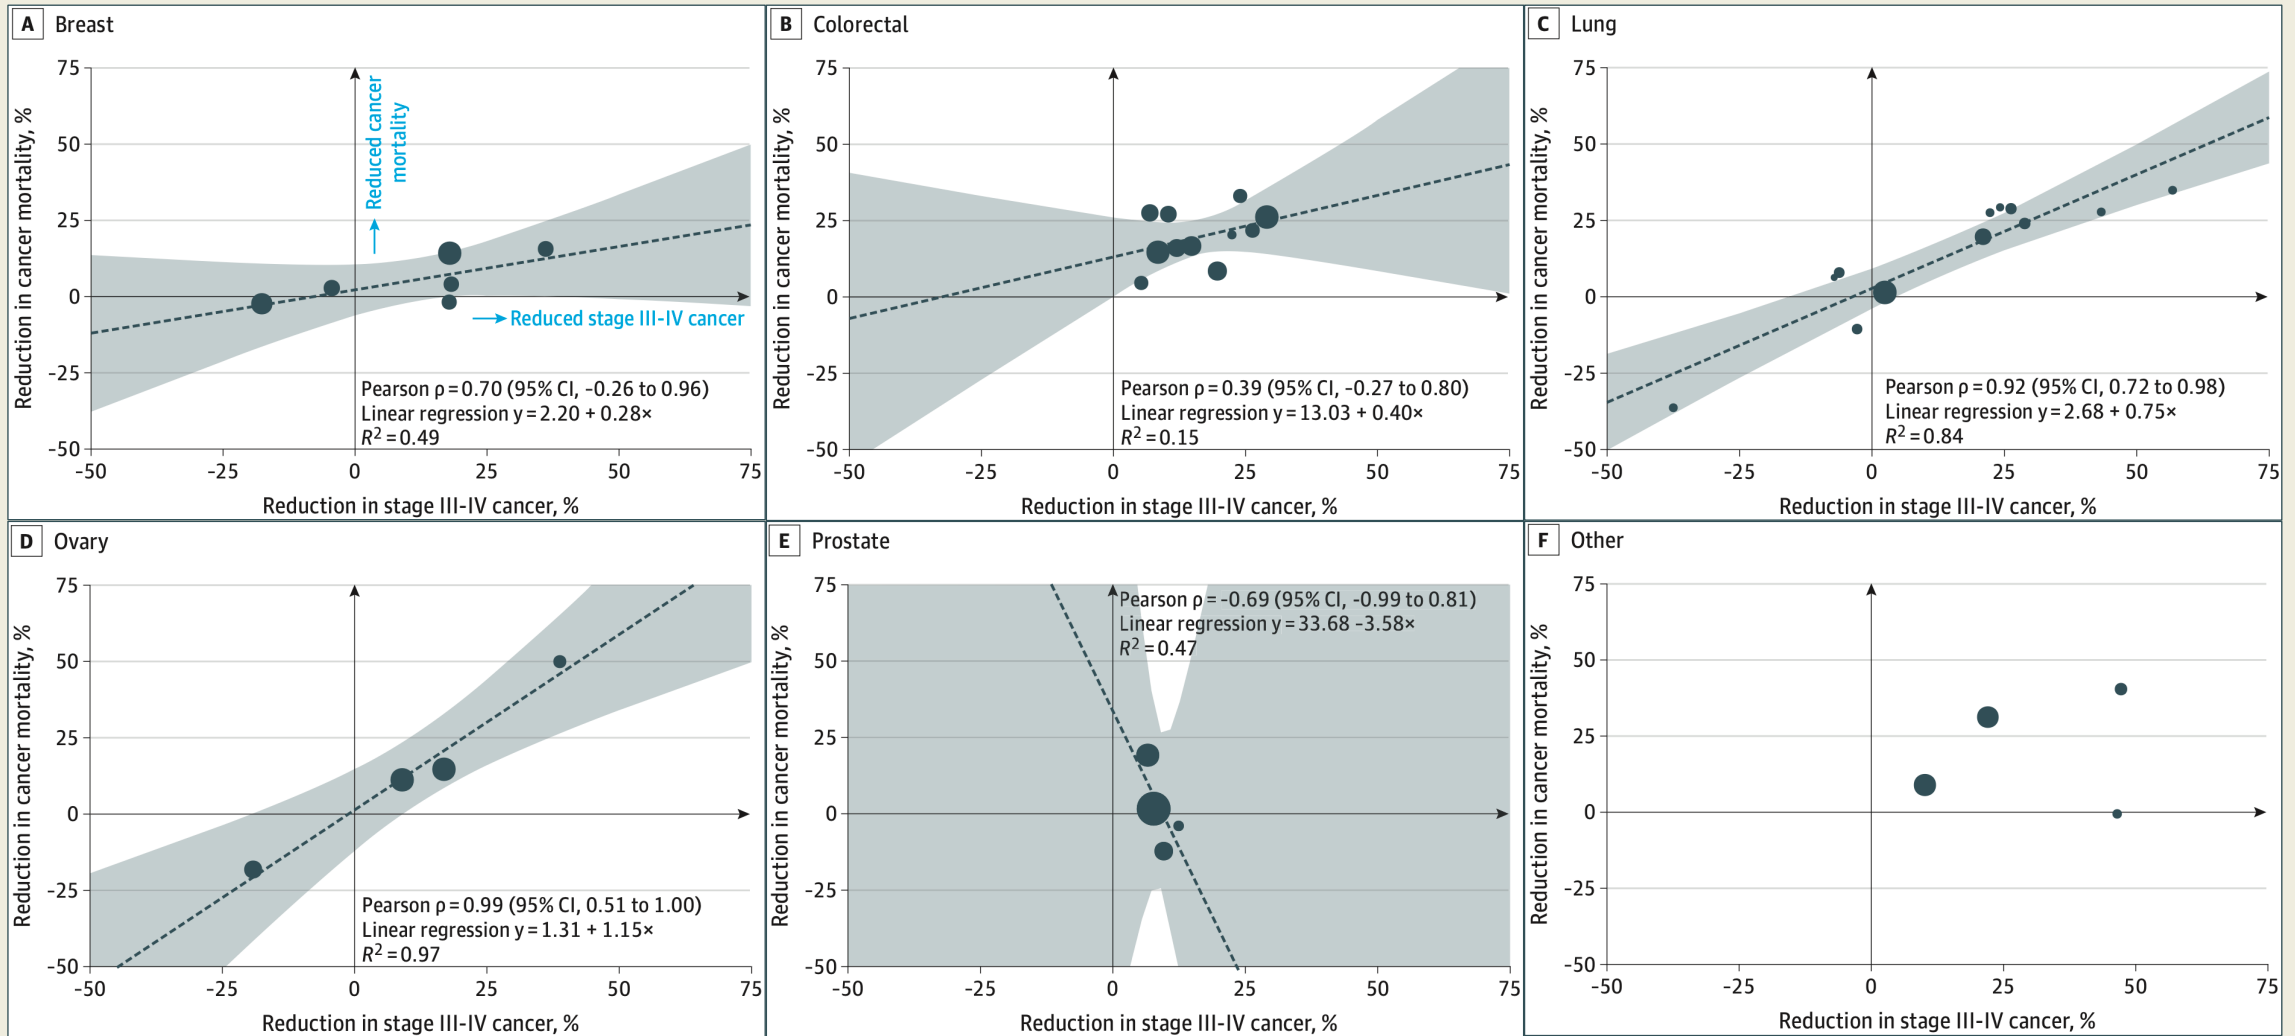 A Breast
Reduction in cancer mortality, %
75
50
25
0
-25
-50
Reduced cancer
mortality
Reduced stage III-IV cancer
Pearson ρ = 0.70 (95% CI, -0.26 to 0.96)
Linear regression y = 2.20 + 0.28×
R2 = 0.49
-50 -25 0 25 50 75
Reduction in stage III-IV cancer, %
B Colorectal
Reduction in cancer mortality, %
75
50
25
0
-25
-50
Pearson ρ = 0.39 (95% CI, -0.27 to 0.80)
Linear regression y = 13.03 + 0.40×
R2 = 0.15
-50 -25 0 25 50 75
Reduction in stage III-IV cancer, %
C Lung
Reduction in cancer mortality, %
75
50
25
0
-25
-50
Pearson ρ = 0.92 (95% CI, 0.72 to 0.98)
Linear regression y = 2.68 + 0.75×
R2 = 0.84
-50 -25 0 25 50 75
Reduction in stage III-IV cancer, %
D Ovary
Reduction in cancer mortality, %
75
50
25
0
-25
-50
Pearson ρ = 0.99 (95% CI, 0.51 to 1.00)
Linear regression y = 1.31 + 1.15×
R2 = 0.97
-50 -25 0 25 50 75
Reduction in stage III-IV cancer, %
E Prostate
Reduction in cancer mortality, %
75
50
25
0
-25
-50
Pearson ρ = -0.69 (95% CI, -0.99 to 0.81)
Linear regression y = 33.68 -3.58×
R2 = 0.47
-50 -25 0 25 50 75
Reduction in stage III-IV cancer, %
F Other
Reduction in cancer mortality, %
75
50
25
0
-25
-50
-50 -25 0 25 50 75
Reduction in stage III-IV cancer, %